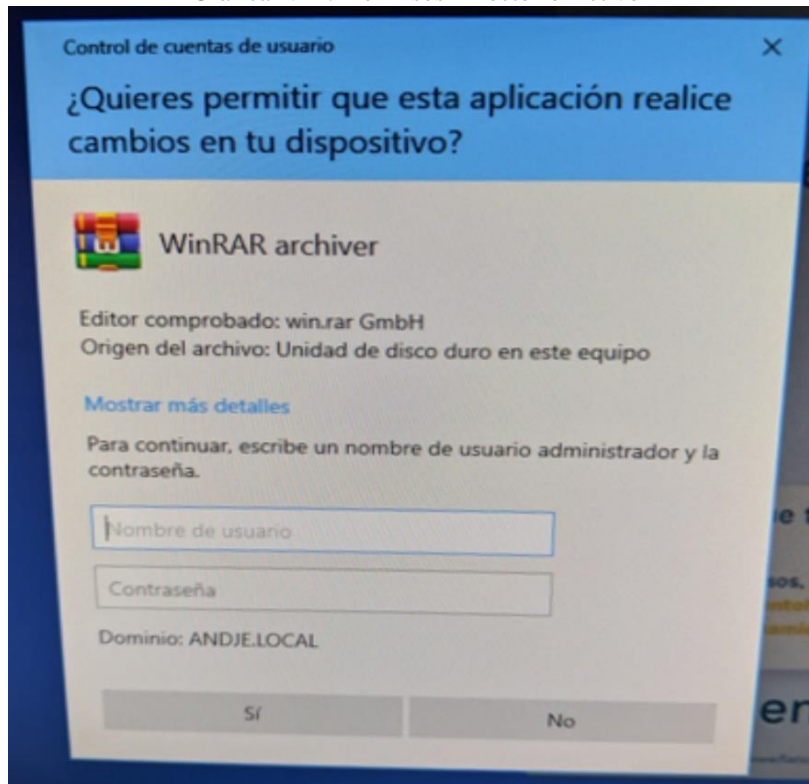 Control de cuentas de usuario
¿Quieres permitir que esta aplicación realice
cambios en tu dispositivo?
WinRAR archiver
Editor comprobado: win.rar GmbH
Origen del archivo: Unidad de disco duro en este equipo
Mostrar más detalles
Para continuar, escribe un nombre de usuario administrador y la
contraseña.
Nombre de usuario
Contraseña
Dominio: ANDJE.LOCAL
Sí
No